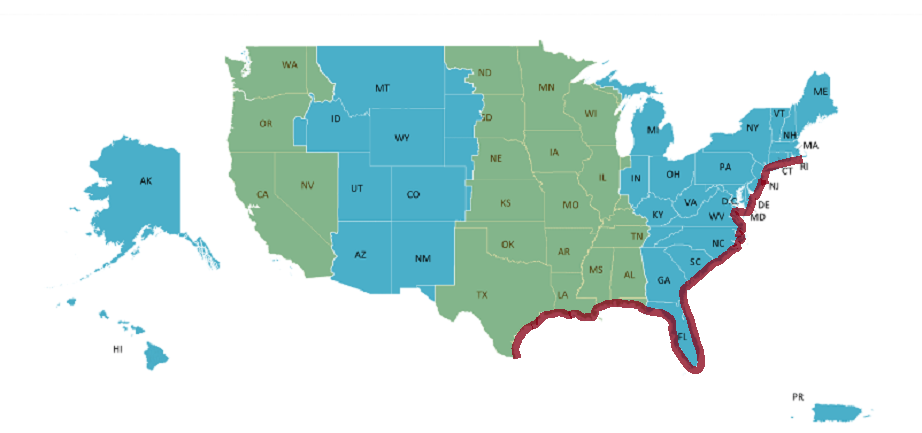 WA
MT
ND
MN
ME
OR
ID
SD
WI
MI
NY
VT
NH
MA
WY
NE
IA
IL
IN
OH
PA
CT
RI
CA
NV
UT
CO
KS
MO
KY
VA
WV
D.C
NJ
DE
MD
AK
AZ
NM
OK
AR
TN
NC
SC
TX
LA
MS
AL
GA
FL
HI
PR